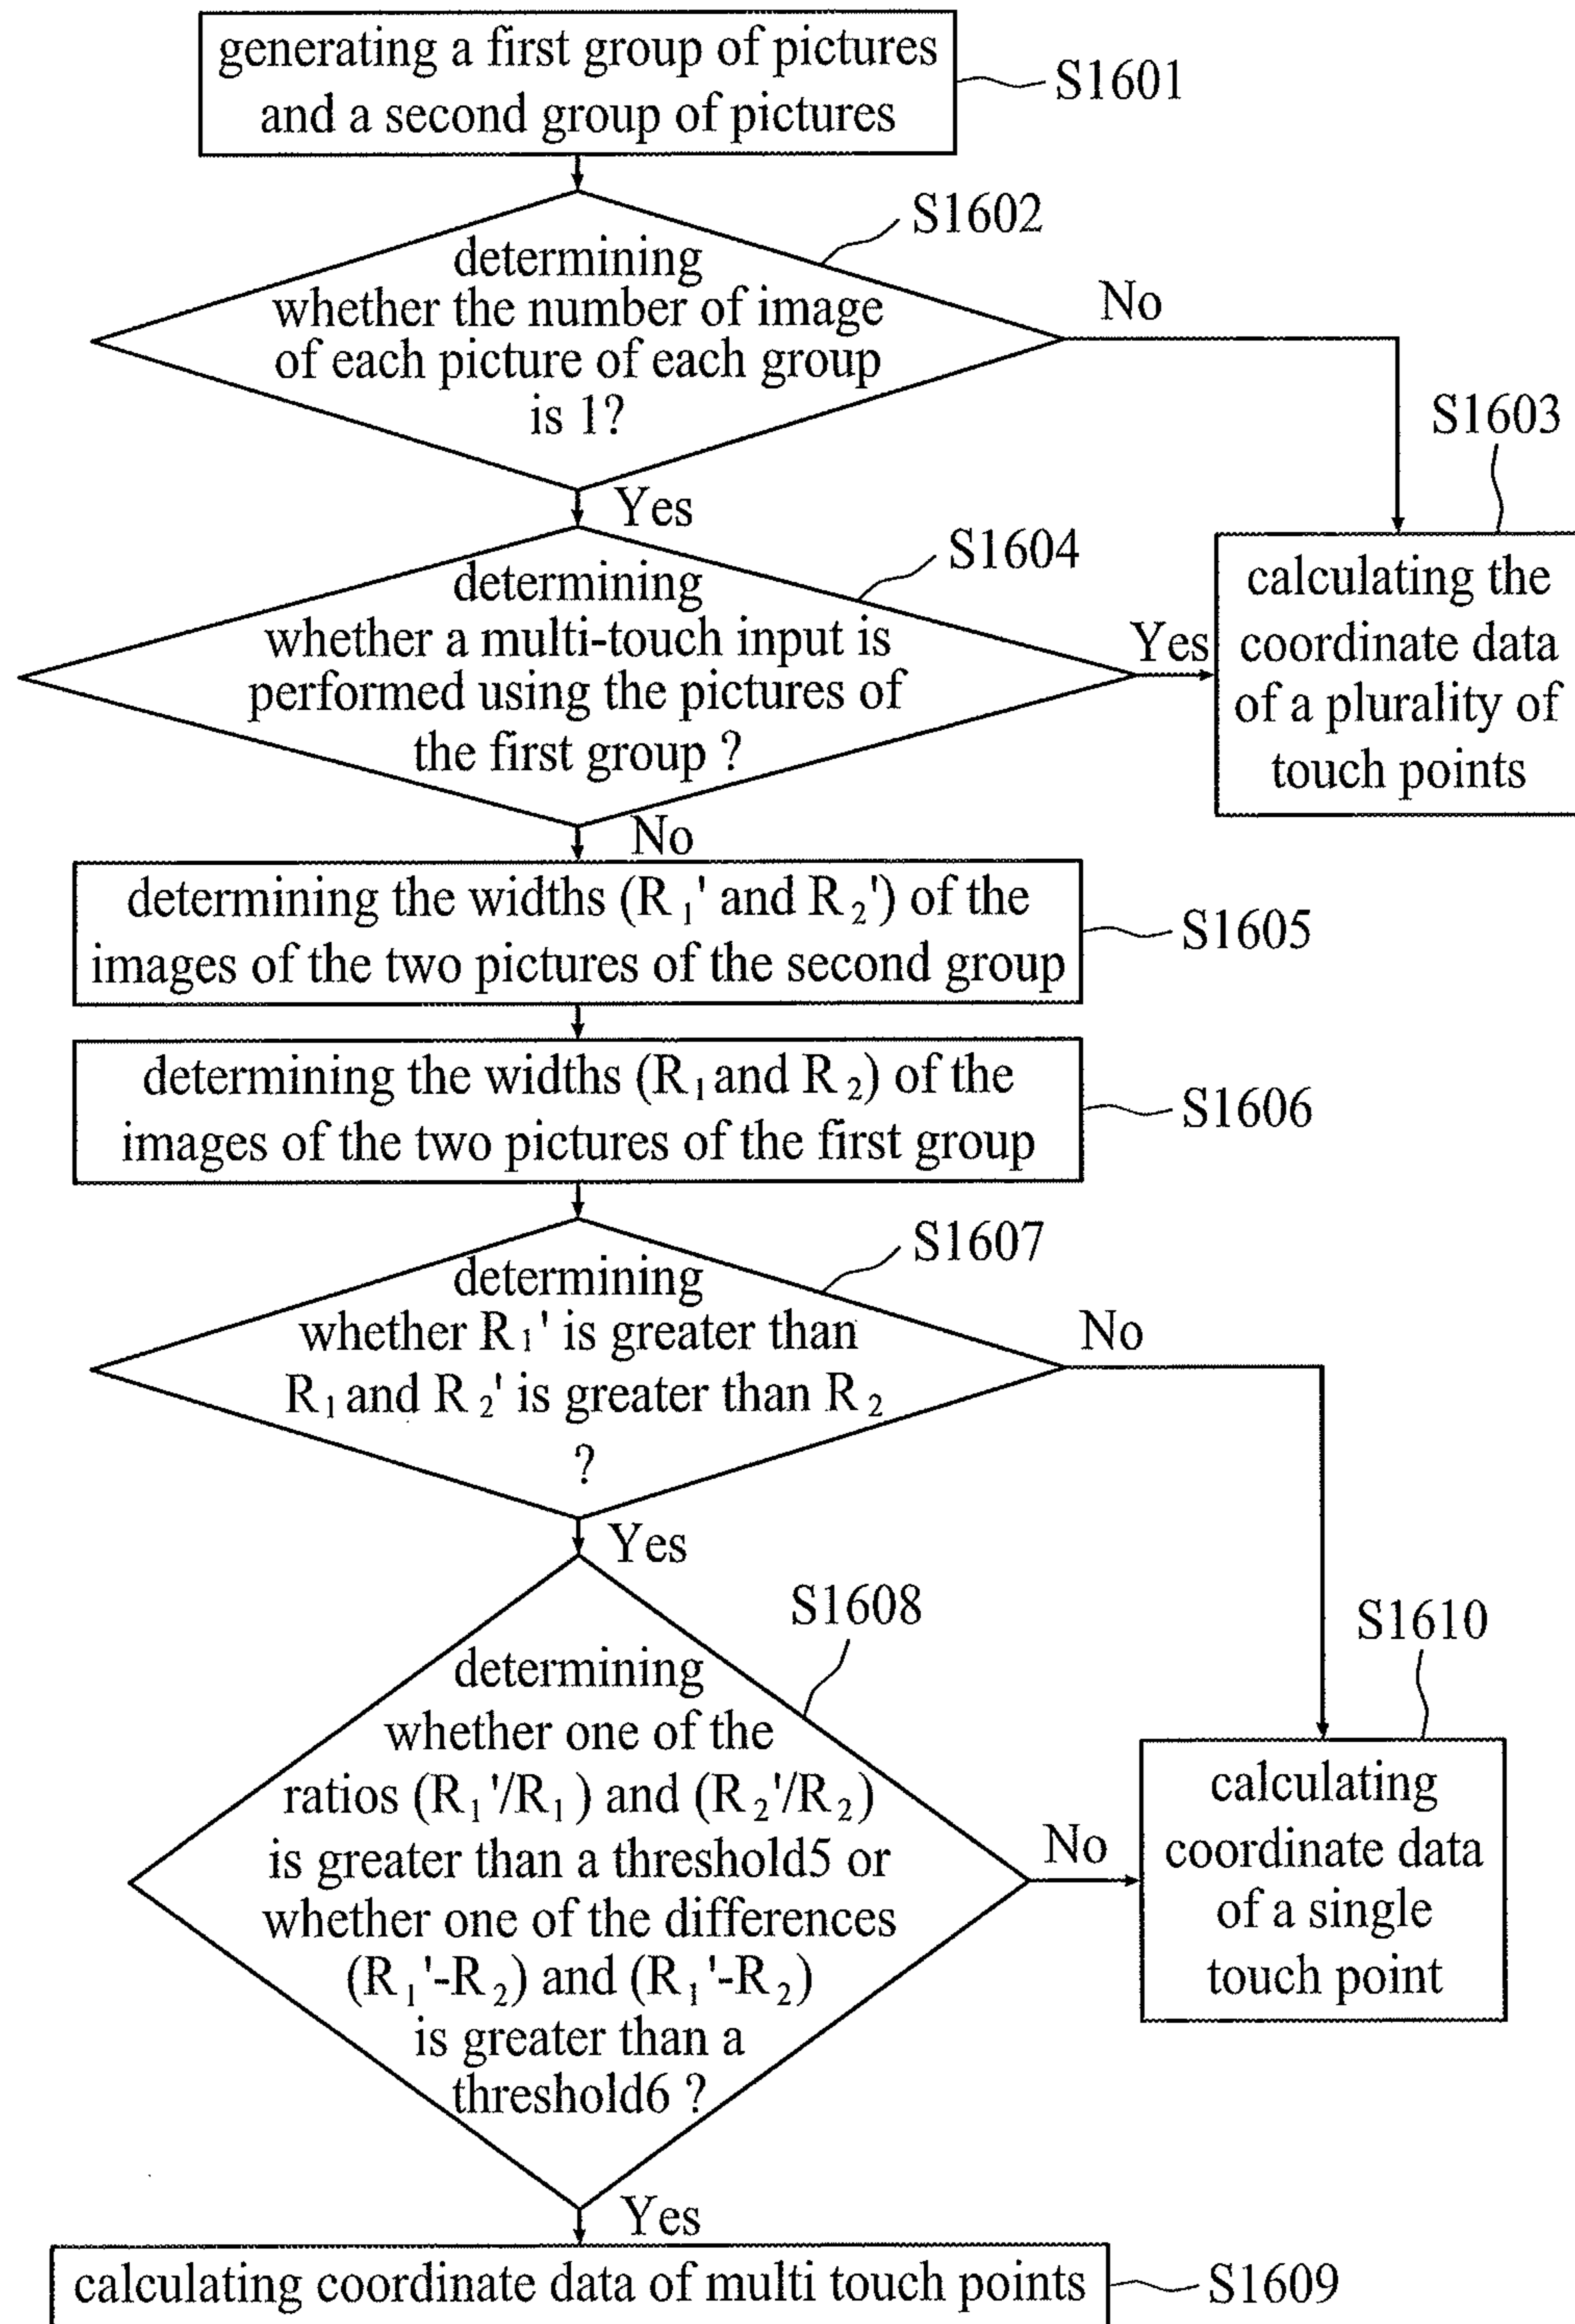 generating a first group of pictures
and a second group of pictures
S1601
S1602
determining
whether the number of image
of each picture of each group
is 1?
No
Yes
S1603
calculating the
coordinate data
of a plurality of
touch points
S1604
determining
whether a multi-touch input is
performed using the pictures of
the first group ?
Yes
No
determining the widths (R₁' and R₂') of the
images of the two pictures of the second group
S1605
determining the widths (R₁ and R₂) of the
images of the two pictures of the first group
S1606
S1607
determining
whether R₁' is greater than
R₁ and R₂' is greater than R₂
?
No
Yes
S1608
determining
whether one of the
ratios (R₁'/R₁) and (R₂'/R₂)
is greater than a threshold5 or
whether one of the differences
(R₁'-R₂) and (R₁'-R₂)
is greater than a
threshold6 ?
No
S1610
calculating
coordinate data
of a single
touch point
Yes
calculating coordinate data of multi touch points
S1609